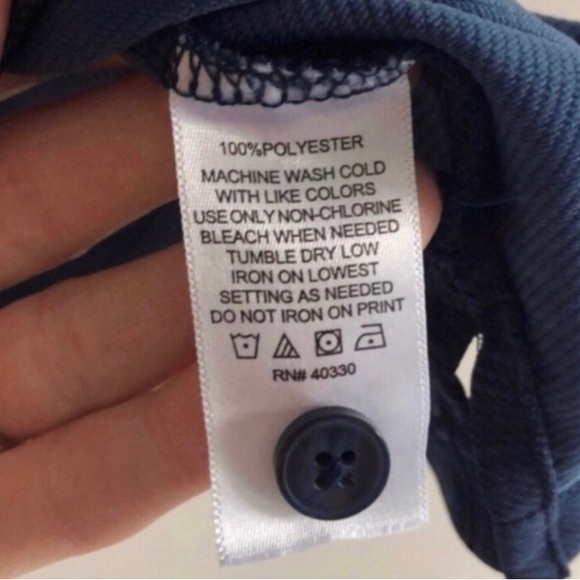 100%POLYESTER
MACHINE WASH COLD
WITH LIKE COLORS
USE ONLY NON-CHLORINE
BLEACH WHEN NEEDED
TUMBLE DRY LOW
IRON ON LOWEST
SETTING AS NEEDED
DO NOT IRON ON PRINT
RN# 40330